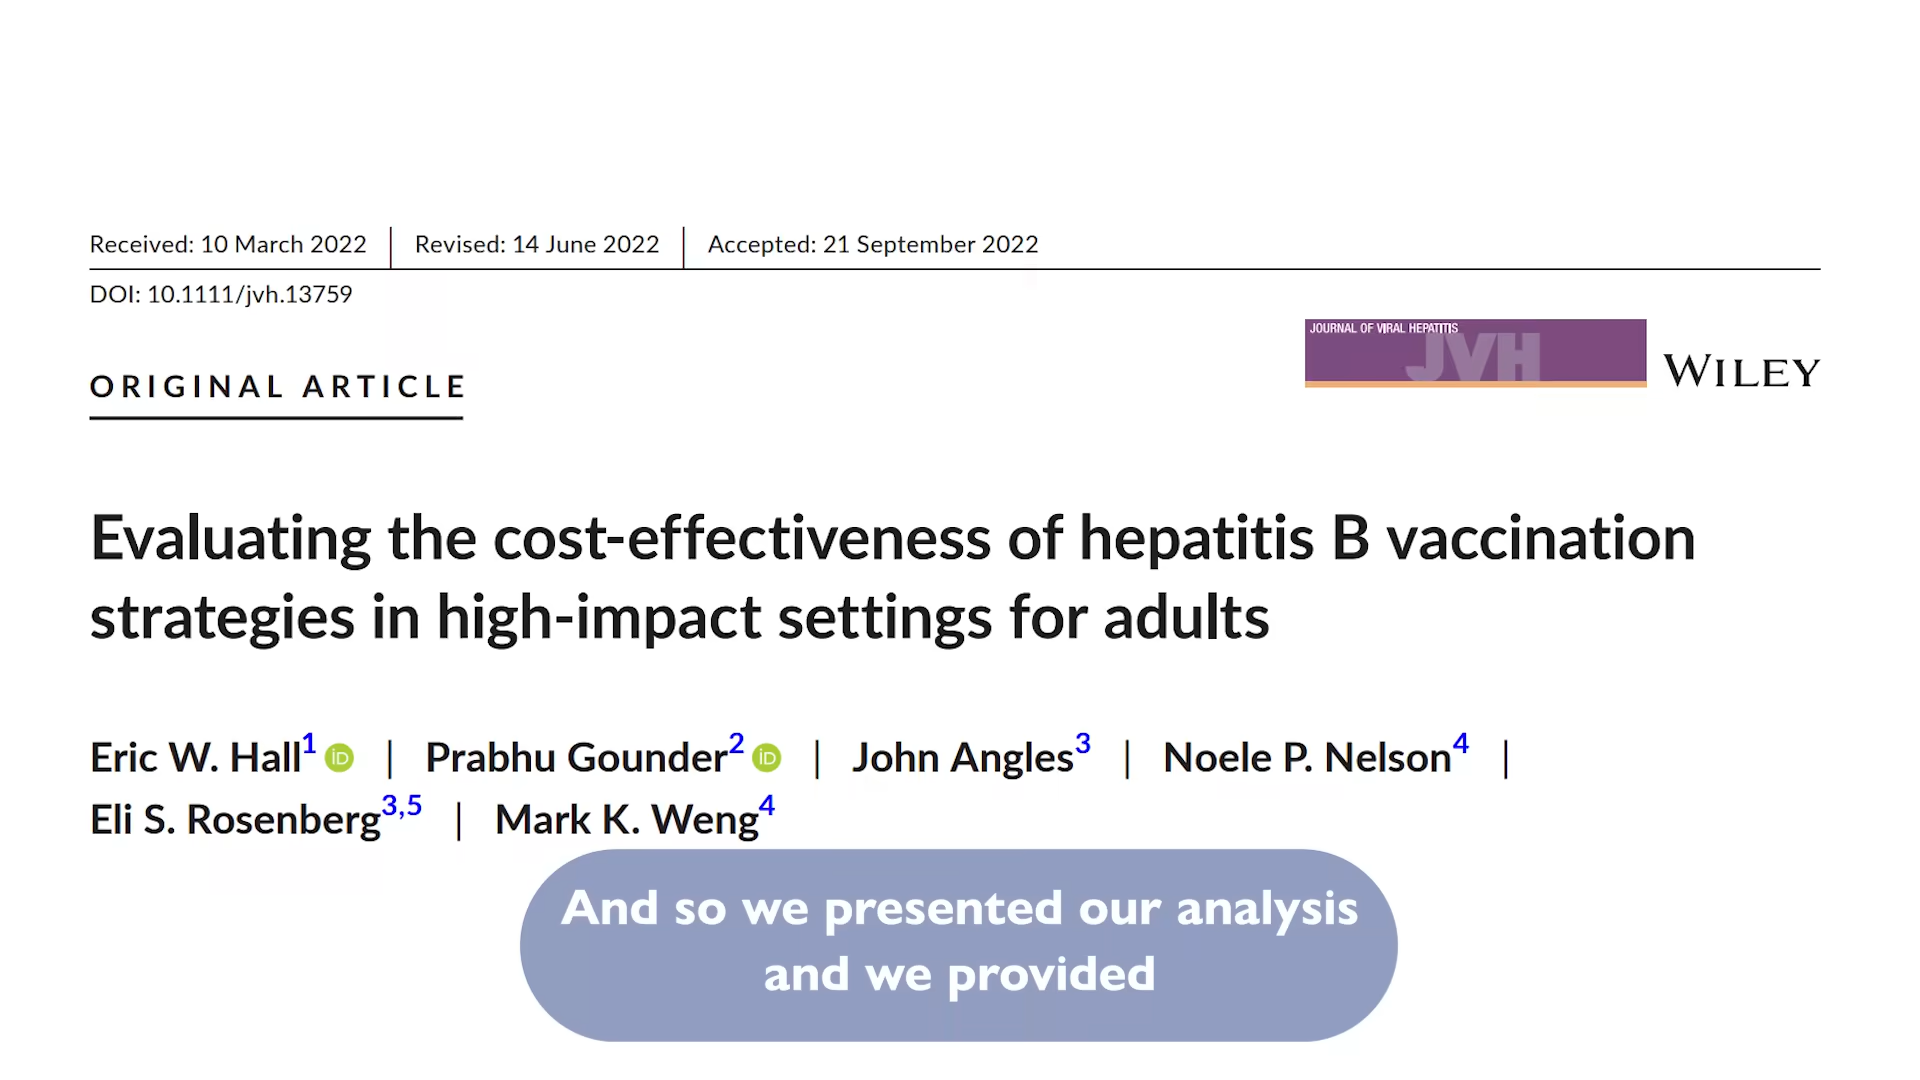 Received: 10 March 2022 | Revised: 14 June 2022 | Accepted: 21 September 2022
DOI: 10.1111/jvh.13759
JOURNAL OF VIRAL HEPATITIS
JVH
WILEY
ORIGINAL ARTICLE
Evaluating the cost-effectiveness of hepatitis B vaccination
strategies in high-impact settings for adults
Eric W. Hall1 iD | Prabhu Gounder2 iD | John Angles3 | Noele P. Nelson4 |
Eli S. Rosenberg3,5 | Mark K. Weng4
And so we presented our analysis
and we provided